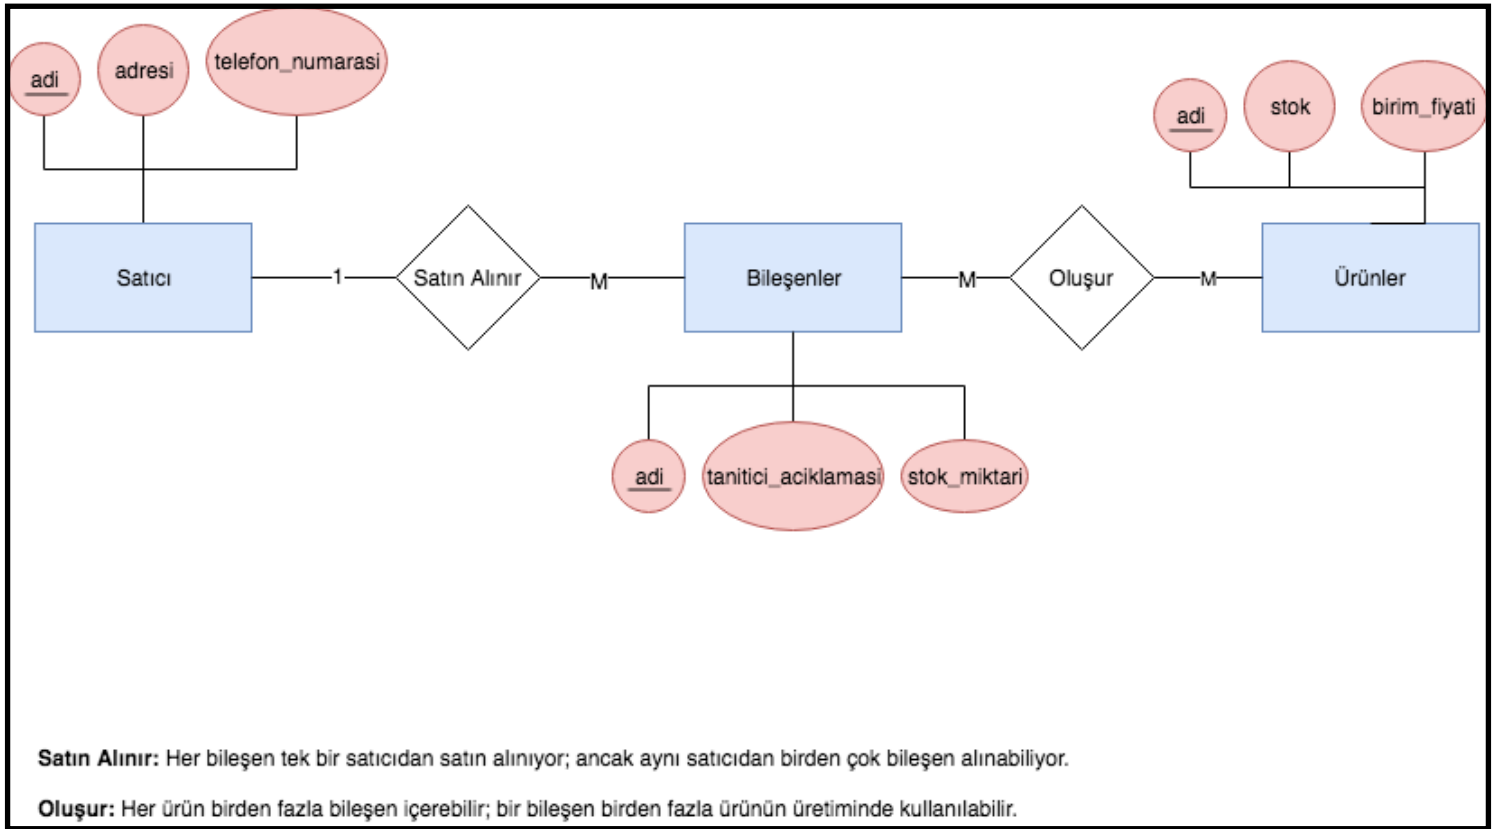 adi
adresi
telefon_numarasi
adi
stok
birim_fiyati
Satıcı
1
Satın Alınır
M
Bileşenler
M
Oluşur
M
Ürünler
adi
tanitici_aciklamasi
stok_miktari
Satın Alınır: Her bileşen tek bir satıcıdan satın alınıyor; ancak aynı satıcıdan birden çok bileşen alınabiliyor.
Oluşur: Her ürün birden fazla bileşen içerebilir; bir bileşen birden fazla ürünün üretiminde kullanılabilir.